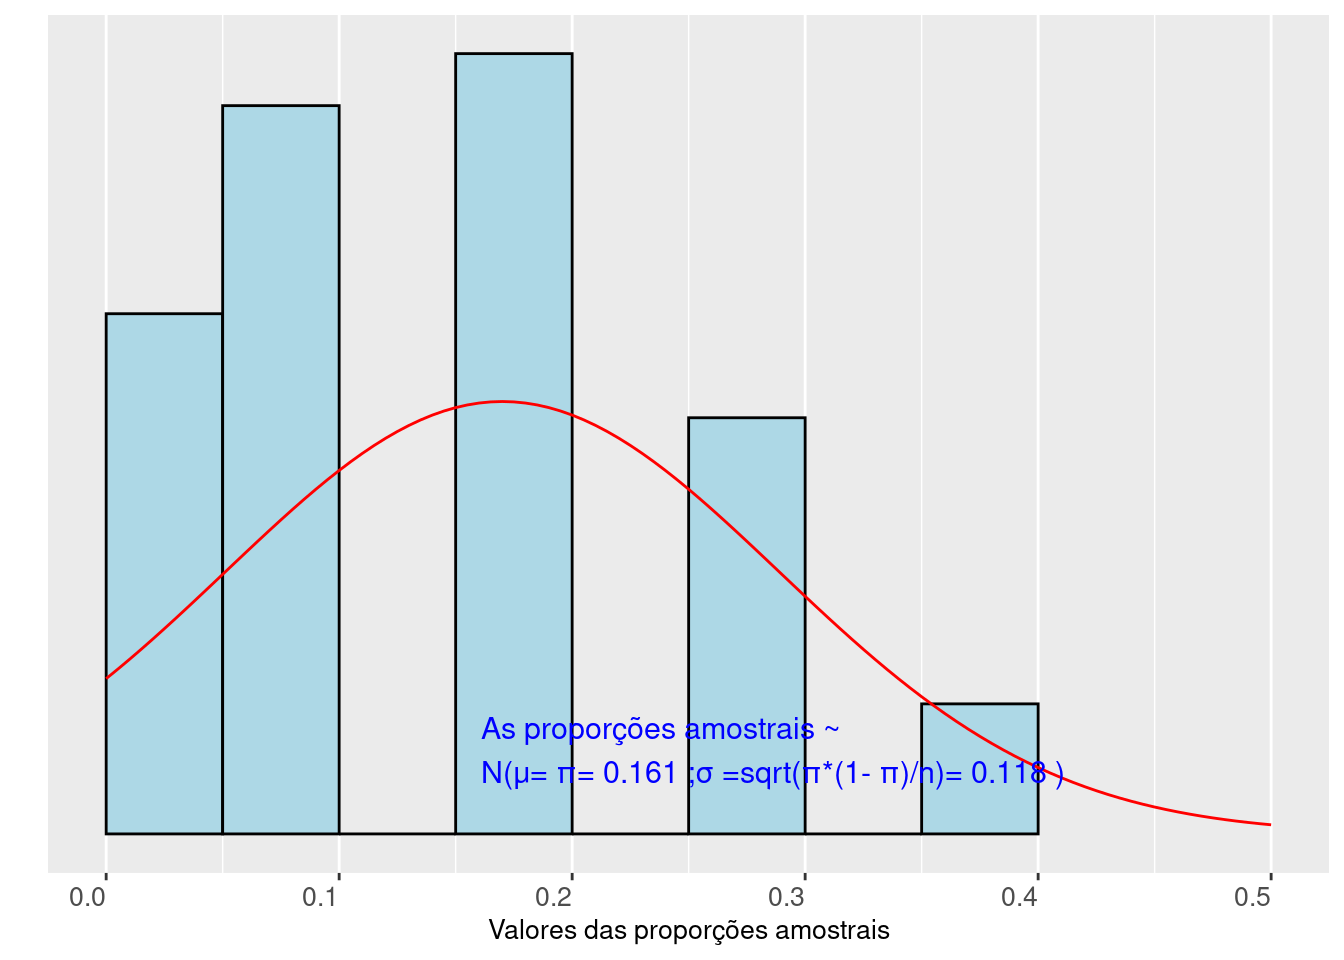 As proporções amostrais ~
N(μ= π= 0.161 ;σ =sqrt(π*(1- π)/n)= 0.118 )
0.0 0.1 0.2 0.3 0.4 0.5
Valores das proporções amostrais